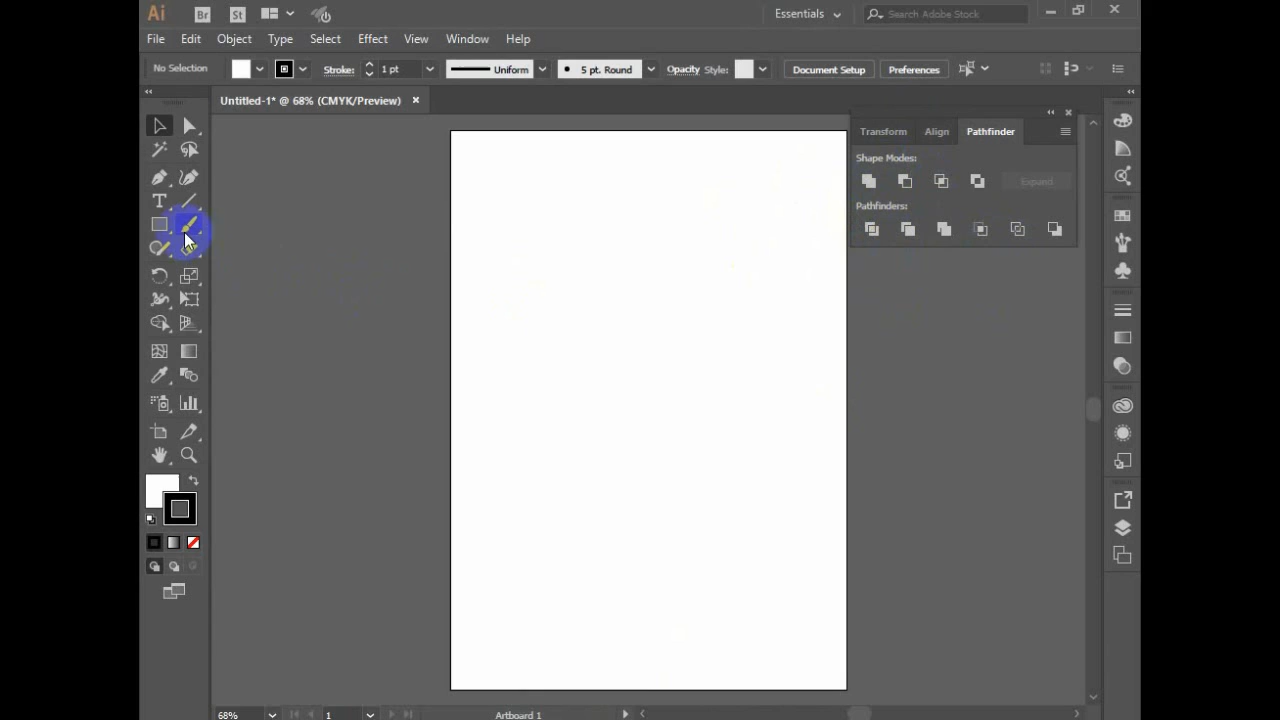 Ai Br St Essentials Search Adobe Stock
File Edit Object Type Select Effect View Window Help
No Selection Stroke: 1 pt Uniform 5 pt. Round Opacity Style: Document Setup Preferences
Untitled-1* @ 68% (CMYK/Preview)
Transform Align Pathfinder
Shape Modes:
Expand
Pathfinders:
T
68% 1 Artboard 1